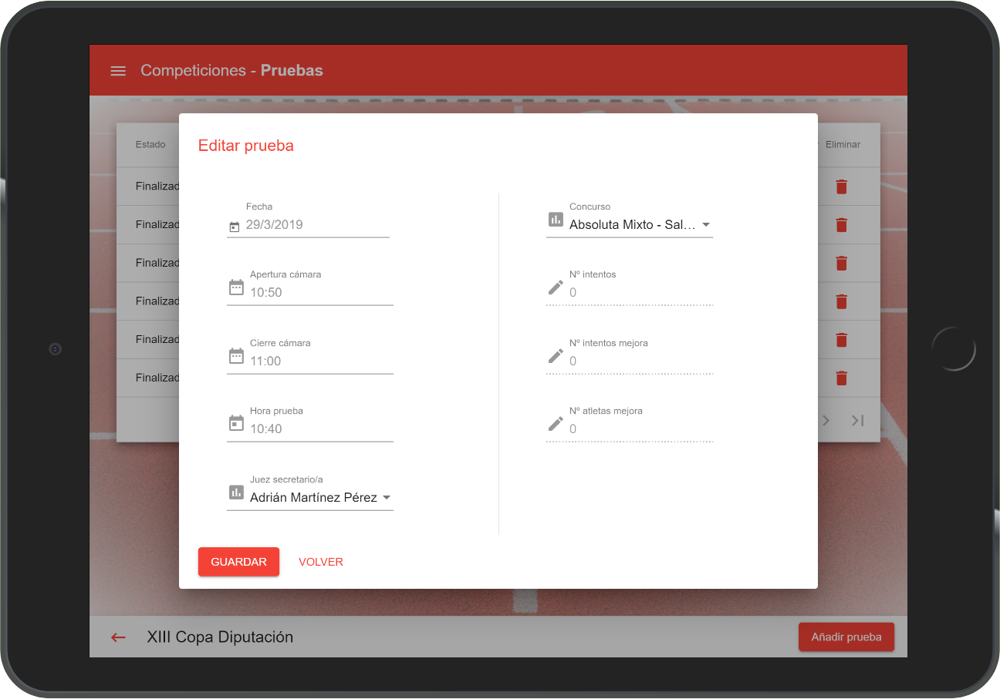 Competiciones - Pruebas
Estado
Eliminar
Finalizad
Finalizad
Finalizad
Finalizad
Finalizad
Finalizad
Editar prueba
Fecha
29/3/2019
Apertura cámara
10:50
Cierre cámara
11:00
Hora prueba
10:40
Juez secretario/a
Adrián Martínez Pérez
Concurso
Absoluta Mixto - Sal...
Nº intentos
0
Nº intentos mejora
0
Nº atletas mejora
0
GUARDAR
VOLVER
XIII Copa Diputación
Añadir prueba